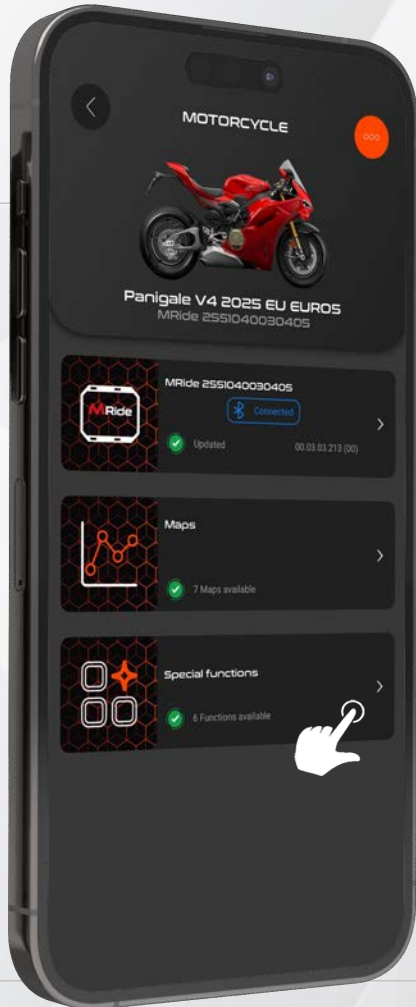 MOTORCYCLE
Panigale V4 2025 EU EURO5
MRide 2551040030405
MRide
MRide 2551040030405
Connected
Updated 00.03.03.213 (00)
Maps
7 Maps available
Special functions
6 Functions available